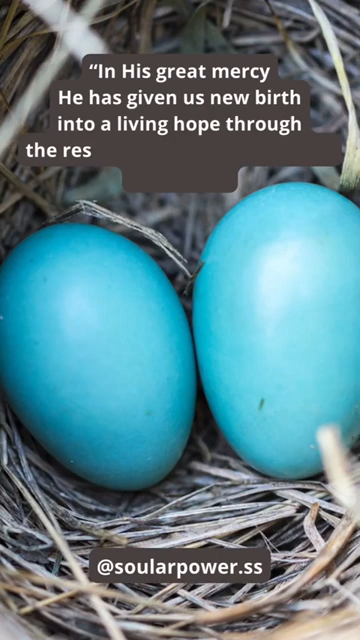 “In His great mercy
He has given us new birth
into a living hope through
the res
@soularpower.ss